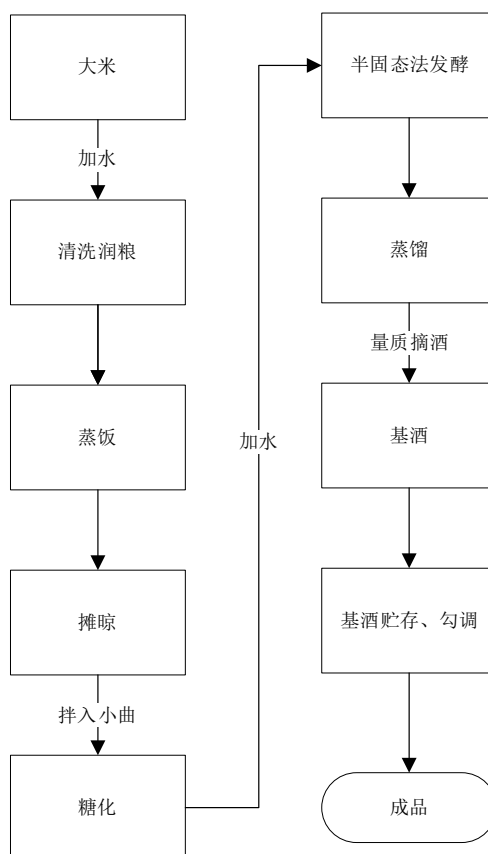 大米
加水
清洗润粮
蒸饭
摊晾
拌入小曲
糖化
加水
半固态法发酵
蒸馏
量质摘酒
基酒
基酒贮存、勾调
成品